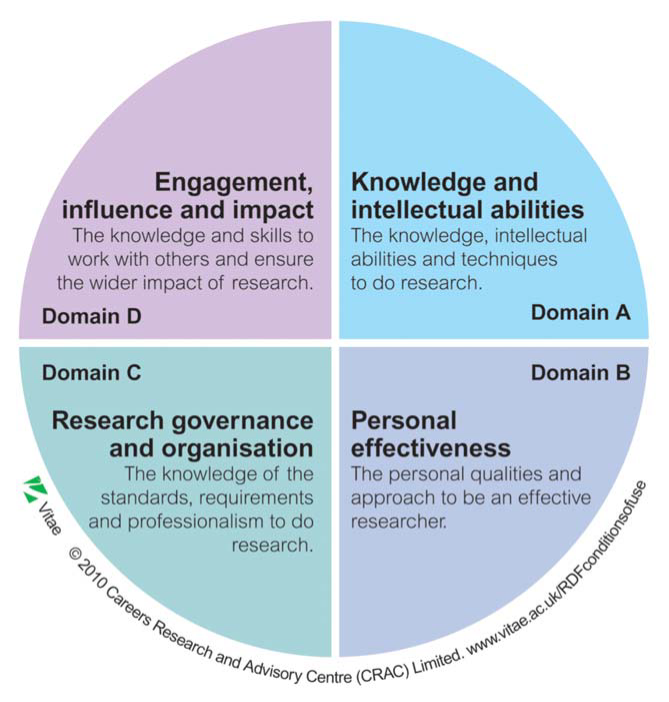 Engagement,
influence and impact
The knowledge and skills to
work with others and ensure
the wider impact of research.
Domain D
Knowledge and
intellectual abilities
The knowledge, intellectual
abilities and techniques
to do research.
Domain A
Domain C
Research governance
and organisation
The knowledge of the
standards, requirements
and professionalism to do
research.
Domain B
Personal
effectiveness
The personal qualities and
approach to be an effective
researcher.
Vitae © 2010 Careers Research and Advisory Centre (CRAC) Limited. www.vitae.ac.uk/RDFconditionsofuse